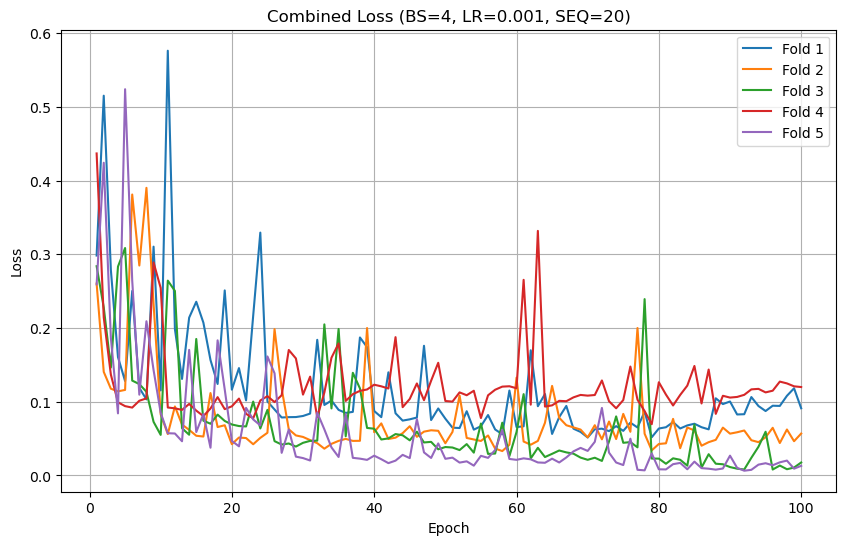 Combined Loss (BS=4, LR=0.001, SEQ=20)
Fold 1
Fold 2
Fold 3
Fold 4
Fold 5
Loss
0.6
0.5
0.4
0.3
0.2
0.1
0.0
0 20 40 60 80 100
Epoch